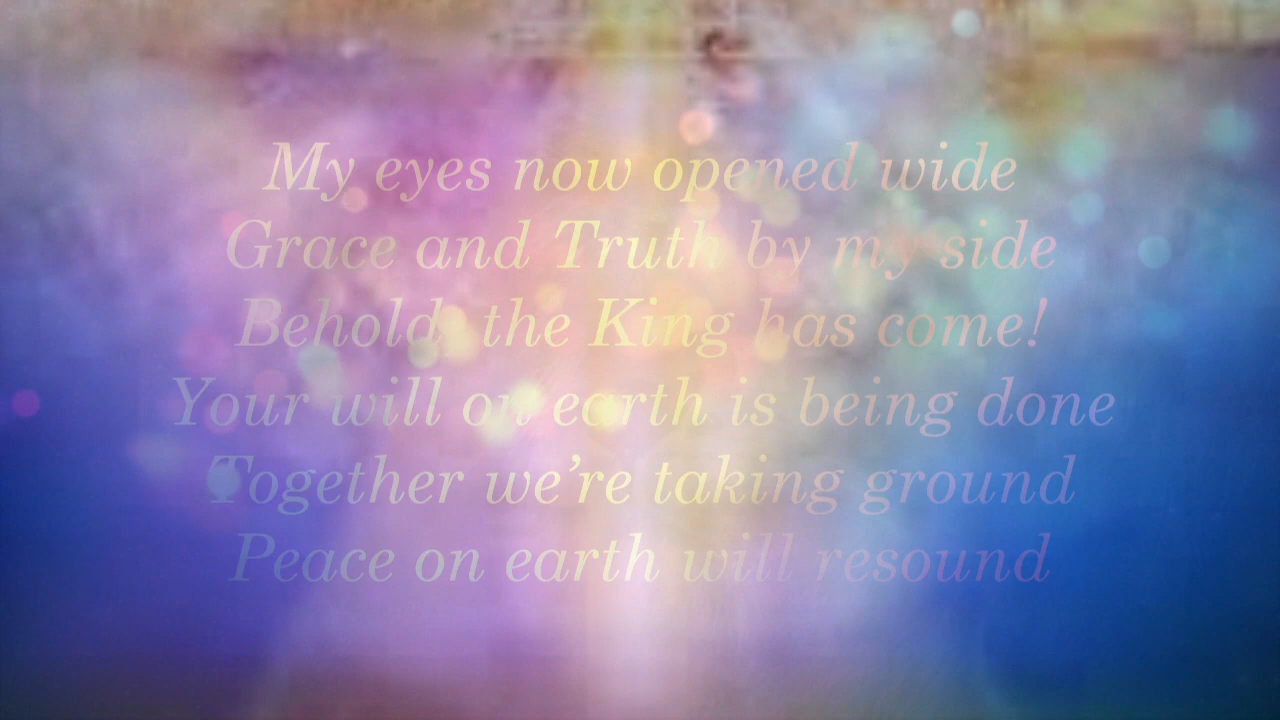 My eyes now opened wide
Grace and Truth by my side
Behold, the King has come!
Your will on earth is being done
Together we’re taking ground
Peace on earth will resound